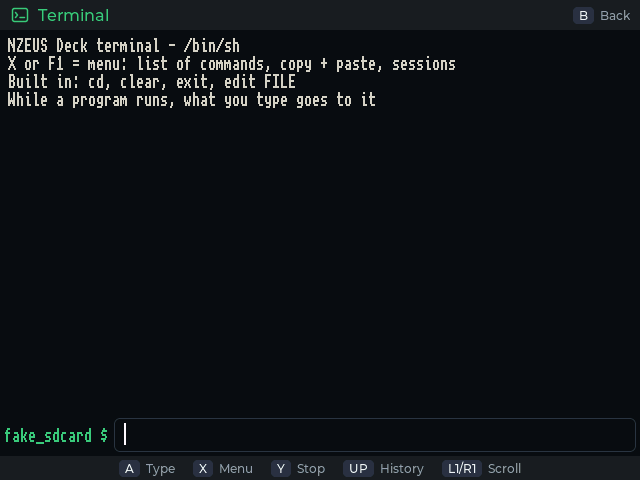 Terminal
B Back
NZEUS Deck terminal - /bin/sh
X or F1 = menu: list of commands, copy + paste, sessions
Built in: cd, clear, exit, edit FILE
While a program runs, what you type goes to it
fake_sdcard $
A Type X Menu Y Stop UP History L1/R1 Scroll